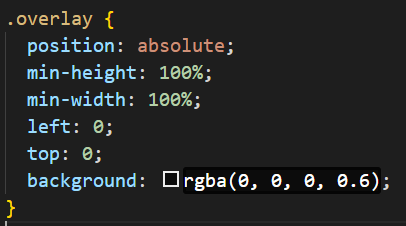 .overlay {
position: absolute;
min-height: 100%;
min-width: 100%;
left: 0;
top: 0;
background: rgba(0, 0, 0, 0.6);
}